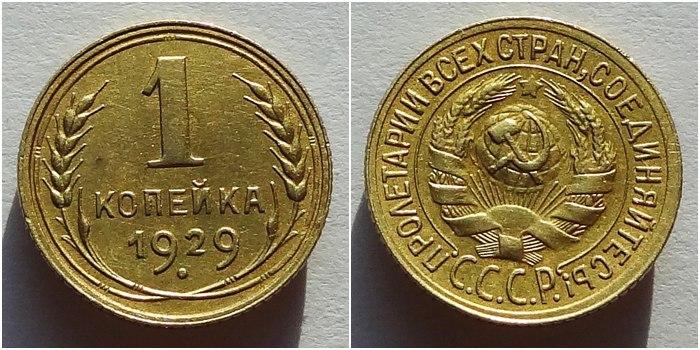 1
КОПЕЙКА
1929
ПРОЛЕТАРИИ ВСЕХ СТРАН, СОЕДИНЯЙТЕСЬ!
С.С.С.Р.